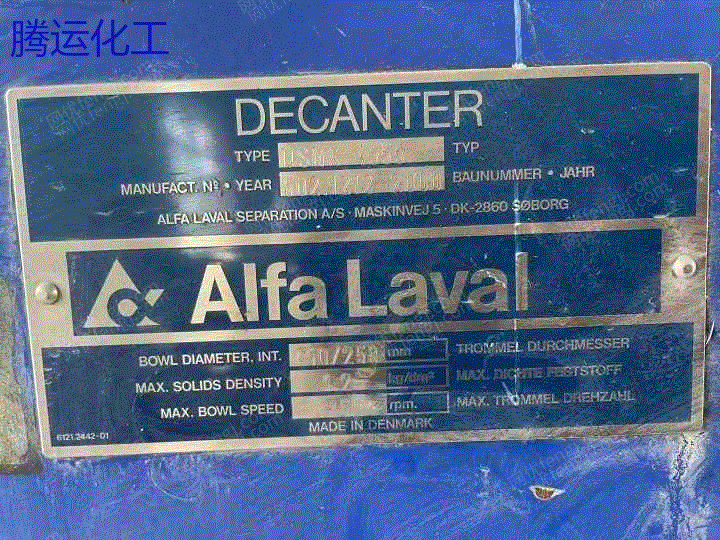 腾运化工
DECANTER
TYPE TYP
MANUFACT. Nº • YEAR BAUNUMMER • JAHR
ALFA LAVAL SEPARATION A/S · MASKINVEJ 5 · DK-2860 SØBORG
Alfa Laval
BOWL DIAMETER, INT. mm TROMMEL DURCHMESSER
MAX. SOLIDS DENSITY kg/dm³ MAX. DICHTE FESTSTOFF
MAX. BOWL SPEED rpm. MAX. TROMMEL DREHZAHL
MADE IN DENMARK
6121.2442-01